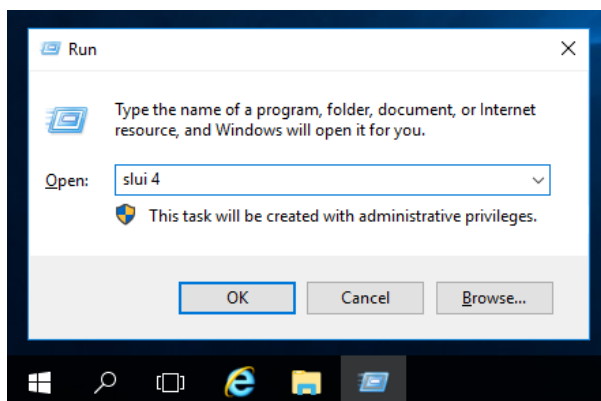 Run
Type the name of a program, folder, document, or Internet
resource, and Windows will open it for you.
Open: slui 4
This task will be created with administrative privileges.
OK Cancel Browse...